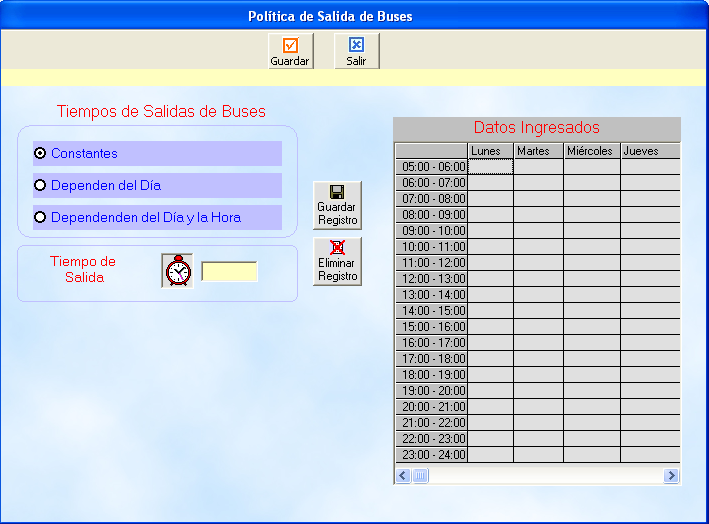 Política de Salida de Buses
Guardar
Salir
Tiempos de Salidas de Buses
Constantes
Dependen del Día
Dependenden del Día y la Hora
Tiempo de
Salida
Guardar
Registro
Eliminar
Registro
Datos Ingresados
Lunes Martes Miércoles Jueves
05:00 - 06:00
06:00 - 07:00
07:00 - 08:00
08:00 - 09:00
09:00 - 10:00
10:00 - 11:00
11:00 - 12:00
12:00 - 13:00
13:00 - 14:00
14:00 - 15:00
15:00 - 16:00
16:00 - 17:00
17:00 - 18:00
18:00 - 19:00
19:00 - 20:00
20:00 - 21:00
21:00 - 22:00
22:00 - 23:00
23:00 - 24:00